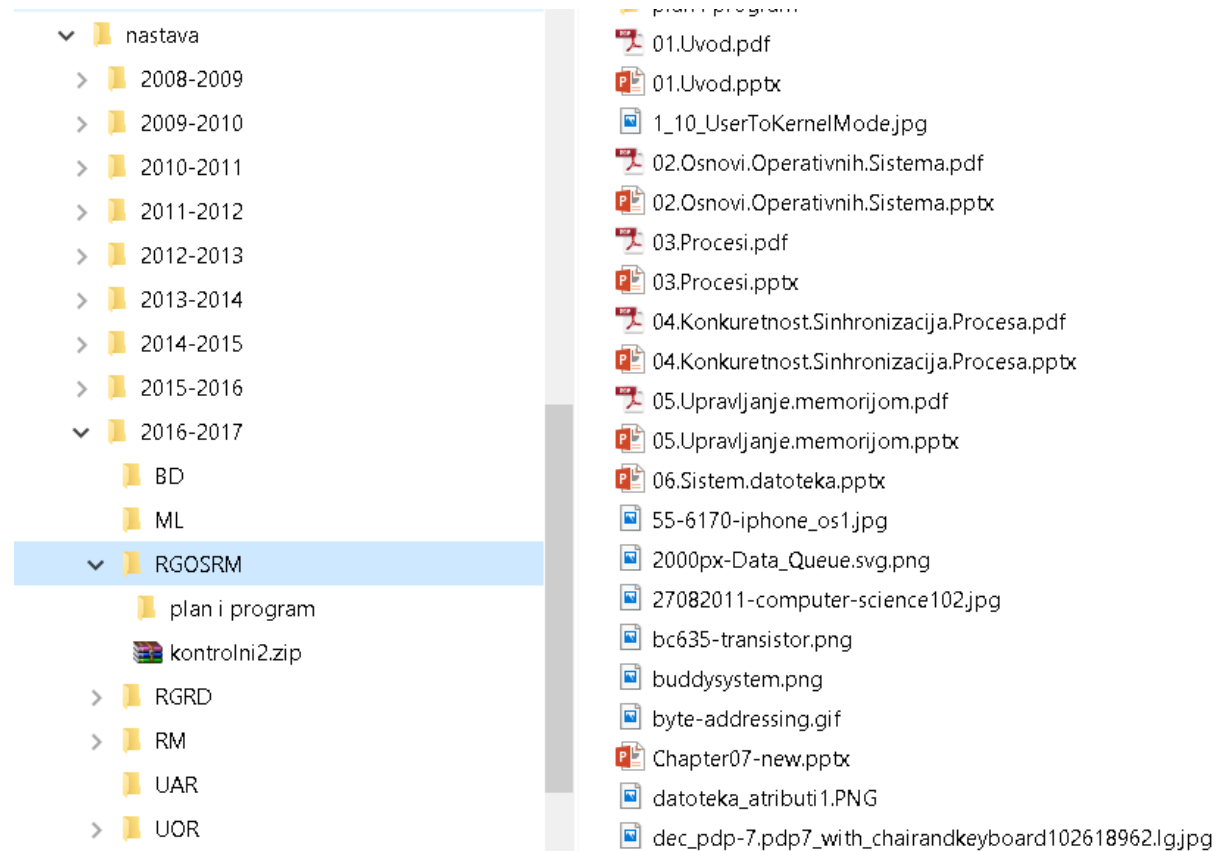 nastava
2008-2009
2009-2010
2010-2011
2011-2012
2012-2013
2013-2014
2014-2015
2015-2016
2016-2017
BD
ML
RGOSRM
plan i program
kontrolni2.zip
RGRD
RM
UAR
UOR
plan i program
01.Uvod.pdf
01.Uvod.pptx
1_10_UserToKernelMode.jpg
02.Osnovi.Operativnih.Sistema.pdf
02.Osnovi.Operativnih.Sistema.pptx
03.Procesi.pdf
03.Procesi.pptx
04.Konkuretnost.Sinhronizacija.Procesa.pdf
04.Konkuretnost.Sinhronizacija.Procesa.pptx
05.Upravljanje.memorijom.pdf
05.Upravljanje.memorijom.pptx
06.Sistem.datoteka.pptx
55-6170-iphone_os1.jpg
2000px-Data_Queue.svg.png
27082011-computer-science102.jpg
bc635-transistor.png
buddysystem.png
byte-addressing.gif
Chapter07-new.pptx
datoteka_atributi1.PNG
dec_pdp-7.pdp7_with_chairandkeyboard102618962.lg.jpg